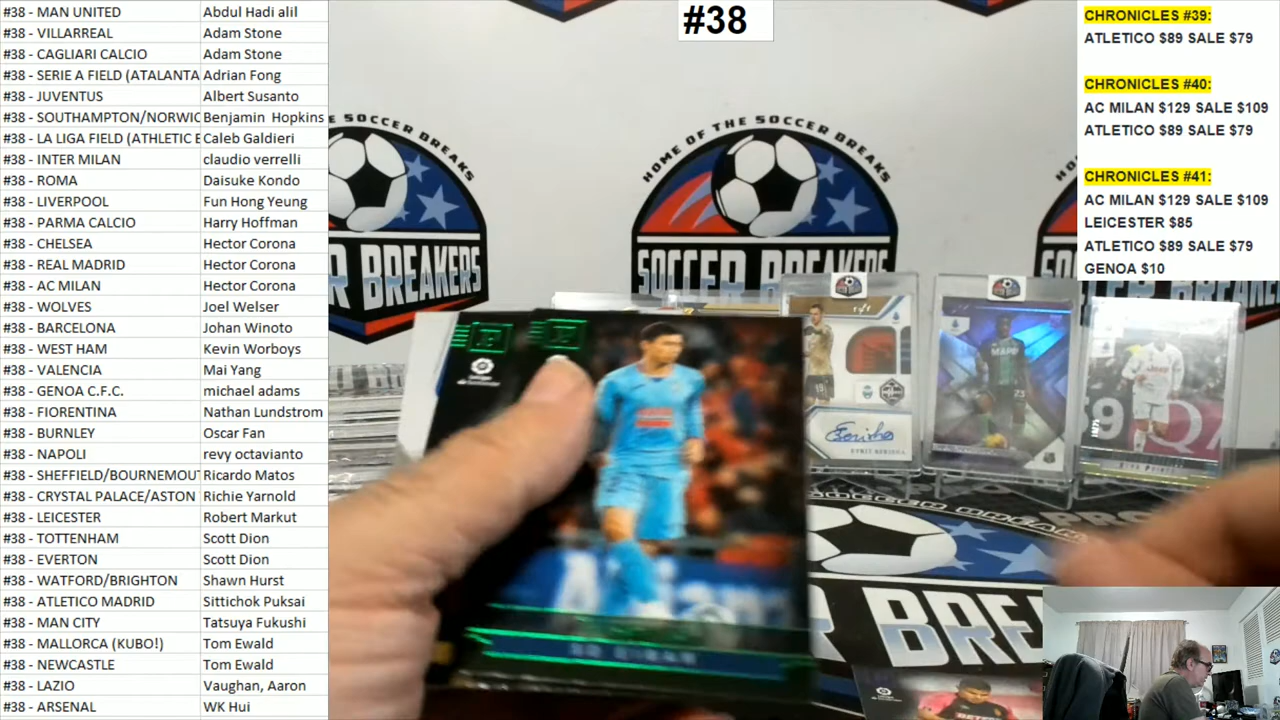 #38 - MAN UNITED Abdul Hadi alil
#38 - VILLARREAL Adam Stone
#38 - CAGLIARI CALCIO Adam Stone
#38 - SERIE A FIELD (ATALANTA Adrian Fong
#38 - JUVENTUS Albert Susanto
#38 - SOUTHAMPTON/NORWIC Benjamin Hopkins
#38 - LA LIGA FIELD (ATHLETIC B Caleb Galdieri
#38 - INTER MILAN claudio verrelli
#38 - ROMA Daisuke Kondo
#38 - LIVERPOOL Fun Hong Yeung
#38 - PARMA CALCIO Harry Hoffman
#38 - CHELSEA Hector Corona
#38 - REAL MADRID Hector Corona
#38 - AC MILAN Hector Corona
#38 - WOLVES Joel Welser
#38 - BARCELONA Johan Winoto
#38 - WEST HAM Kevin Worboys
#38 - VALENCIA Mai Yang
#38 - GENOA C.F.C. michael adams
#38 - FIORENTINA Nathan Lundstrom
#38 - BURNLEY Oscar Fan
#38 - NAPOLI revy octavianto
#38 - SHEFFIELD/BOURNEMOUT Ricardo Matos
#38 - CRYSTAL PALACE/ASTON Richie Yarnold
#38 - LEICESTER Robert Markut
#38 - TOTTENHAM Scott Dion
#38 - EVERTON Scott Dion
#38 - WATFORD/BRIGHTON Shawn Hurst
#38 - ATLETICO MADRID Sittichok Puksai
#38 - MAN CITY Tatsuya Fukushi
#38 - MALLORCA (KUBO!) Tom Ewald
#38 - NEWCASTLE Tom Ewald
#38 - LAZIO Vaughan, Aaron
#38 - ARSENAL WK Hui
#38
E SOCCER BREAKS
R BREAKERS
HOME OF THE SOCCER BREAKS
SOCCER BREAKERS
CHRONICLES #39:
ATLETICO $89 SALE $79
CHRONICLES #40:
AC MILAN $129 SALE $109
ATLETICO $89 SALE $79
CHRONICLES #41:
AC MILAN $129 SALE $109
LEICESTER $85
ATLETICO $89 SALE $79
GENOA $10
MAPEI
Jeep
R BREA